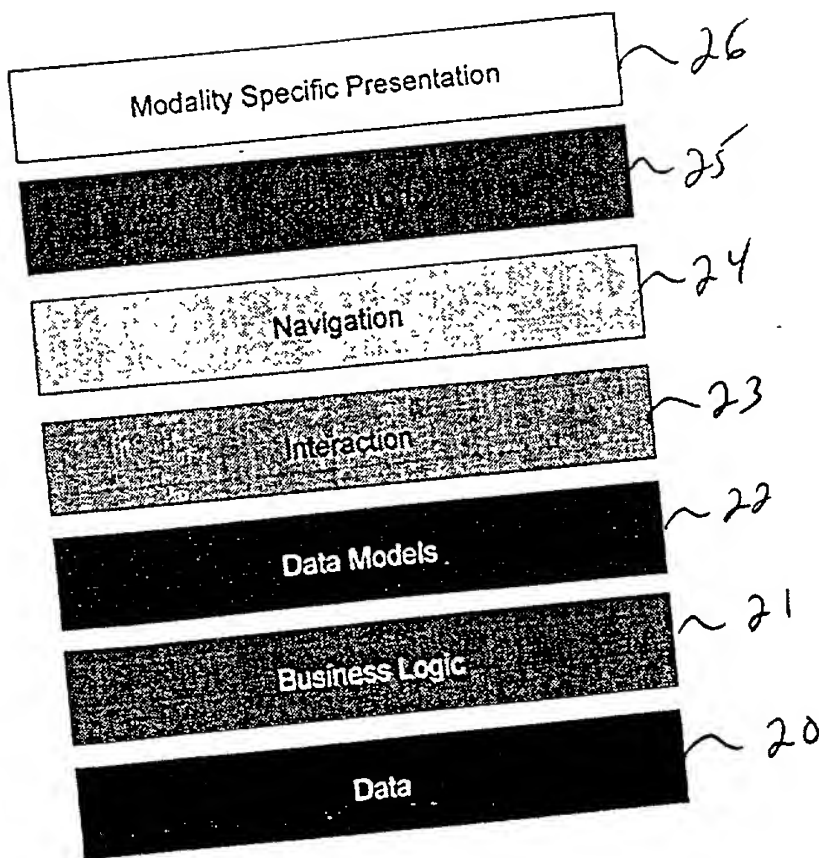 Modality Specific Presentation 26
25
Navigation 24
Interaction 23
Data Models 22
Business Logic 21
Data 20